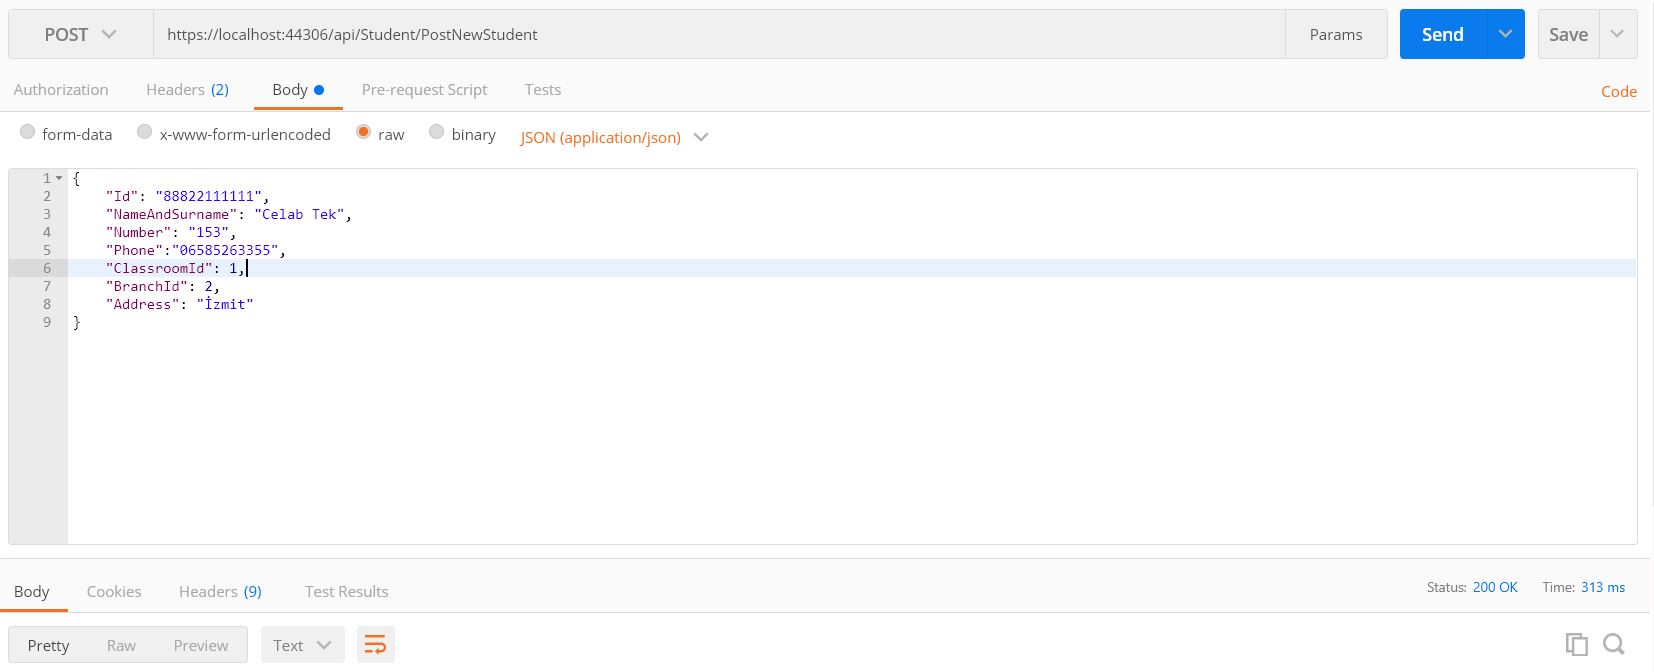 POST https://localhost:44306/api/Student/PostNewStudent Params Send Save
Authorization Headers (2) Body Pre-request Script Tests Code
form-data x-www-form-urlencoded raw binary JSON (application/json)
1 {
2 "Id": "88822111111",
3 "NameAndSurname": "Celab Tek",
4 "Number": "153",
5 "Phone":"06585263355",
6 "ClassroomId": 1,
7 "BranchId": 2,
8 "Address": "İzmit"
9 }
Body Cookies Headers (9) Test Results Status: 200 OK Time: 313 ms
Pretty Raw Preview Text